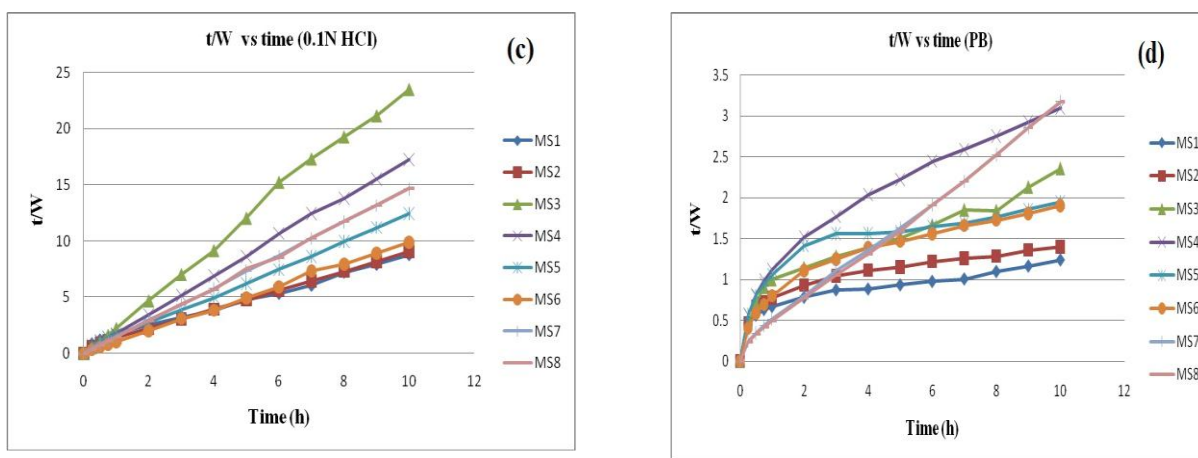 t/W vs time (0.1N HCl)
(c)
25
20
15
10
5
0
t/W
0
2
4
6
8
10
12
Time (h)
MS1
MS2
MS3
MS4
MS5
MS6
MS7
MS8
t/W vs time (PB)
(d)
3.5
3
2.5
2
1.5
1
0.5
0
t/W
0
2
4
6
8
10
12
Time (h)
MS1
MS2
MS3
MS4
MS5
MS6
MS7
MS8